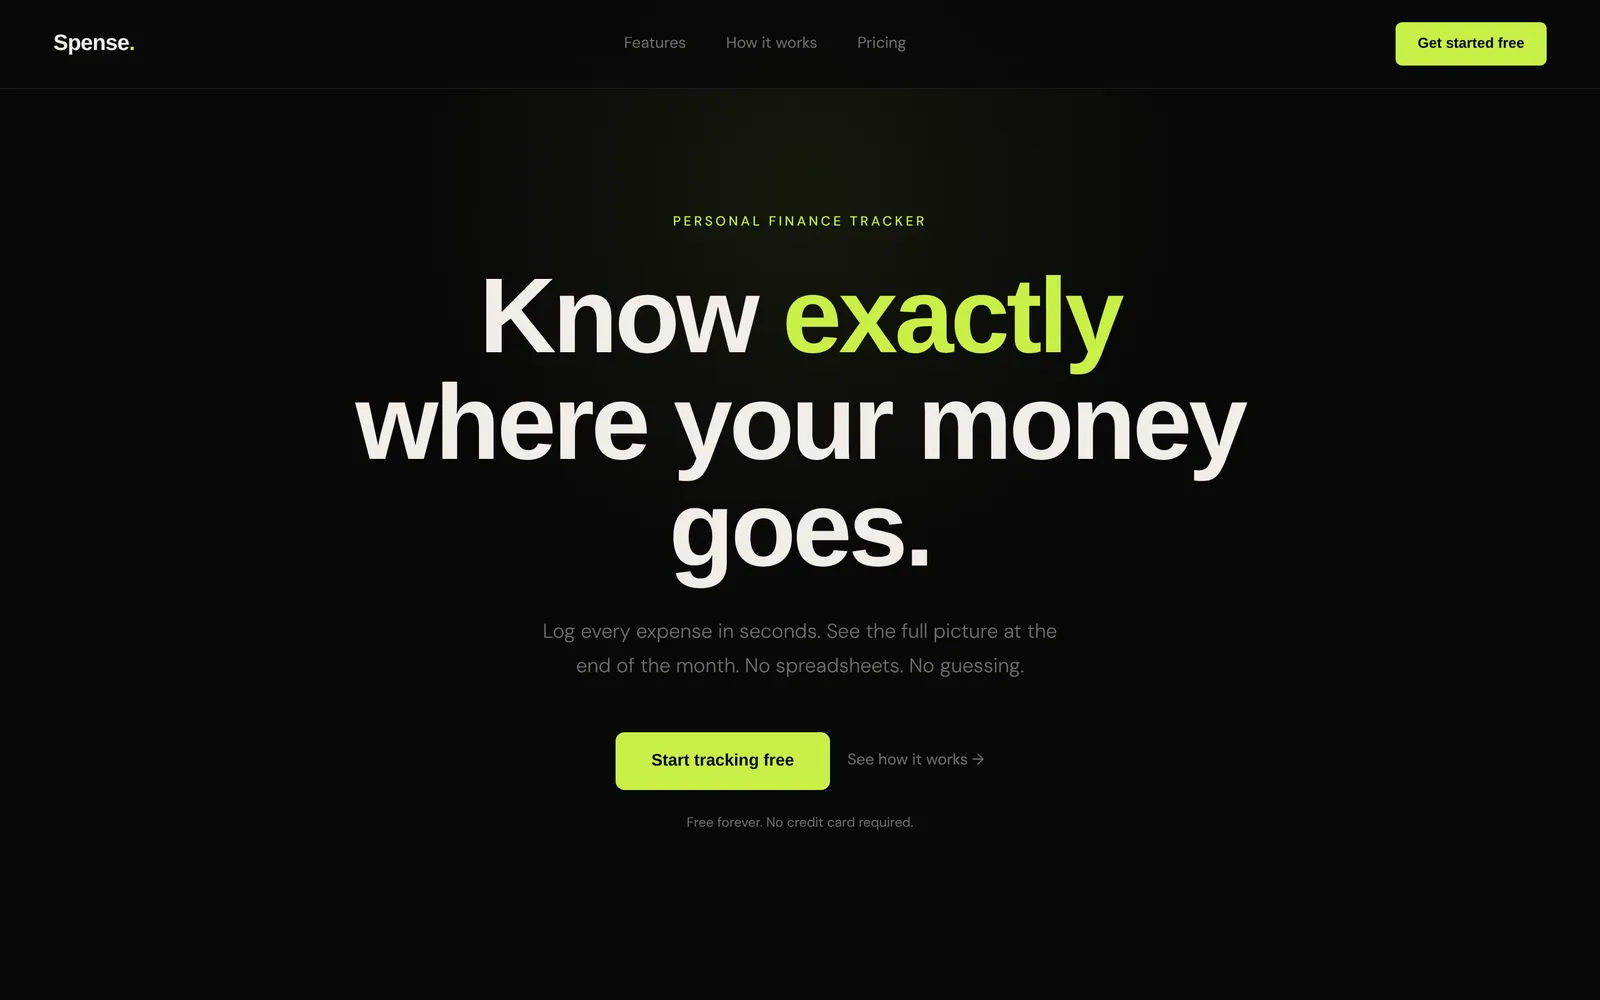 Spense.
Features
How it works
Pricing
Get started free
PERSONAL FINANCE TRACKER
Know exactly
where your money
goes.
Log every expense in seconds. See the full picture at the
end of the month. No spreadsheets. No guessing.
Start tracking free
See how it works →
Free forever. No credit card required.